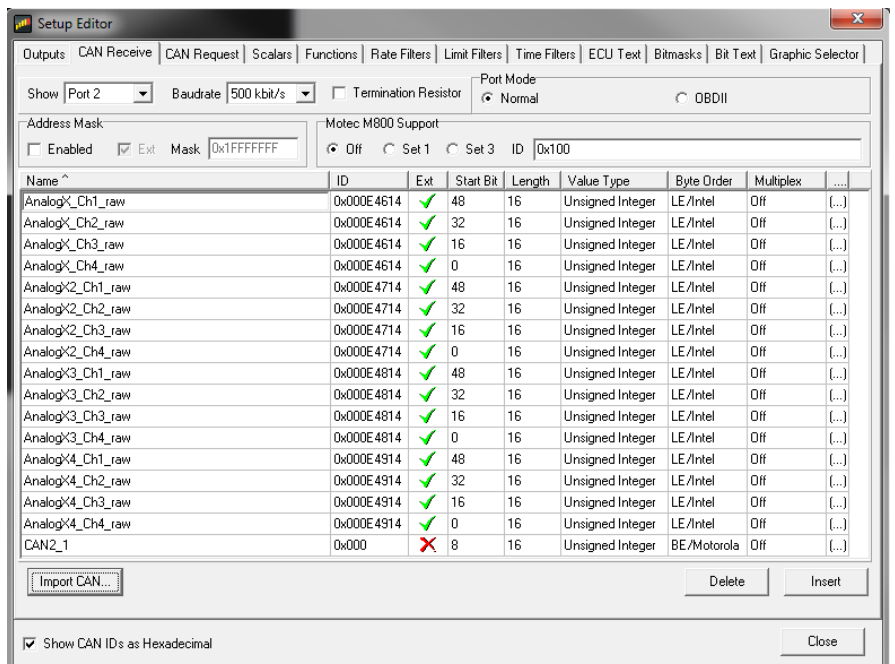 Setup Editor
Outputs CAN Receive CAN Request Scalars Functions Rate Filters Limit Filters Time Filters ECU Text Bitmasks Bit Text Graphic Selector
Show Port 2 Baudrate 500 kbit/s Termination Resistor
Port Mode
Normal OBDII
Address Mask
Enabled Ext Mask 0x1FFFFFFF
Motec M800 Support
Off Set 1 Set 3 ID 0x100
Name ID Ext Start Bit Length Value Type Byte Order Multiplex ....
AnalogX_Ch1_raw 0x000E4614 48 16 Unsigned Integer LE/Intel Off (...)
AnalogX_Ch2_raw 0x000E4614 32 16 Unsigned Integer LE/Intel Off (...)
AnalogX_Ch3_raw 0x000E4614 16 16 Unsigned Integer LE/Intel Off (...)
AnalogX_Ch4_raw 0x000E4614 0 16 Unsigned Integer LE/Intel Off (...)
AnalogX2_Ch1_raw 0x000E4714 48 16 Unsigned Integer LE/Intel Off (...)
AnalogX2_Ch2_raw 0x000E4714 32 16 Unsigned Integer LE/Intel Off (...)
AnalogX2_Ch3_raw 0x000E4714 16 16 Unsigned Integer LE/Intel Off (...)
AnalogX2_Ch4_raw 0x000E4714 0 16 Unsigned Integer LE/Intel Off (...)
AnalogX3_Ch1_raw 0x000E4814 48 16 Unsigned Integer LE/Intel Off (...)
AnalogX3_Ch2_raw 0x000E4814 32 16 Unsigned Integer LE/Intel Off (...)
AnalogX3_Ch3_raw 0x000E4814 16 16 Unsigned Integer LE/Intel Off (...)
AnalogX3_Ch4_raw 0x000E4814 0 16 Unsigned Integer LE/Intel Off (...)
AnalogX4_Ch1_raw 0x000E4914 48 16 Unsigned Integer LE/Intel Off (...)
AnalogX4_Ch2_raw 0x000E4914 32 16 Unsigned Integer LE/Intel Off (...)
AnalogX4_Ch3_raw 0x000E4914 16 16 Unsigned Integer LE/Intel Off (...)
AnalogX4_Ch4_raw 0x000E4914 0 16 Unsigned Integer LE/Intel Off (...)
CAN2_1 0x000 8 16 Unsigned Integer BE/Motorola Off (...)
Import CAN... Delete Insert
Show CAN IDs as Hexadecimal Close